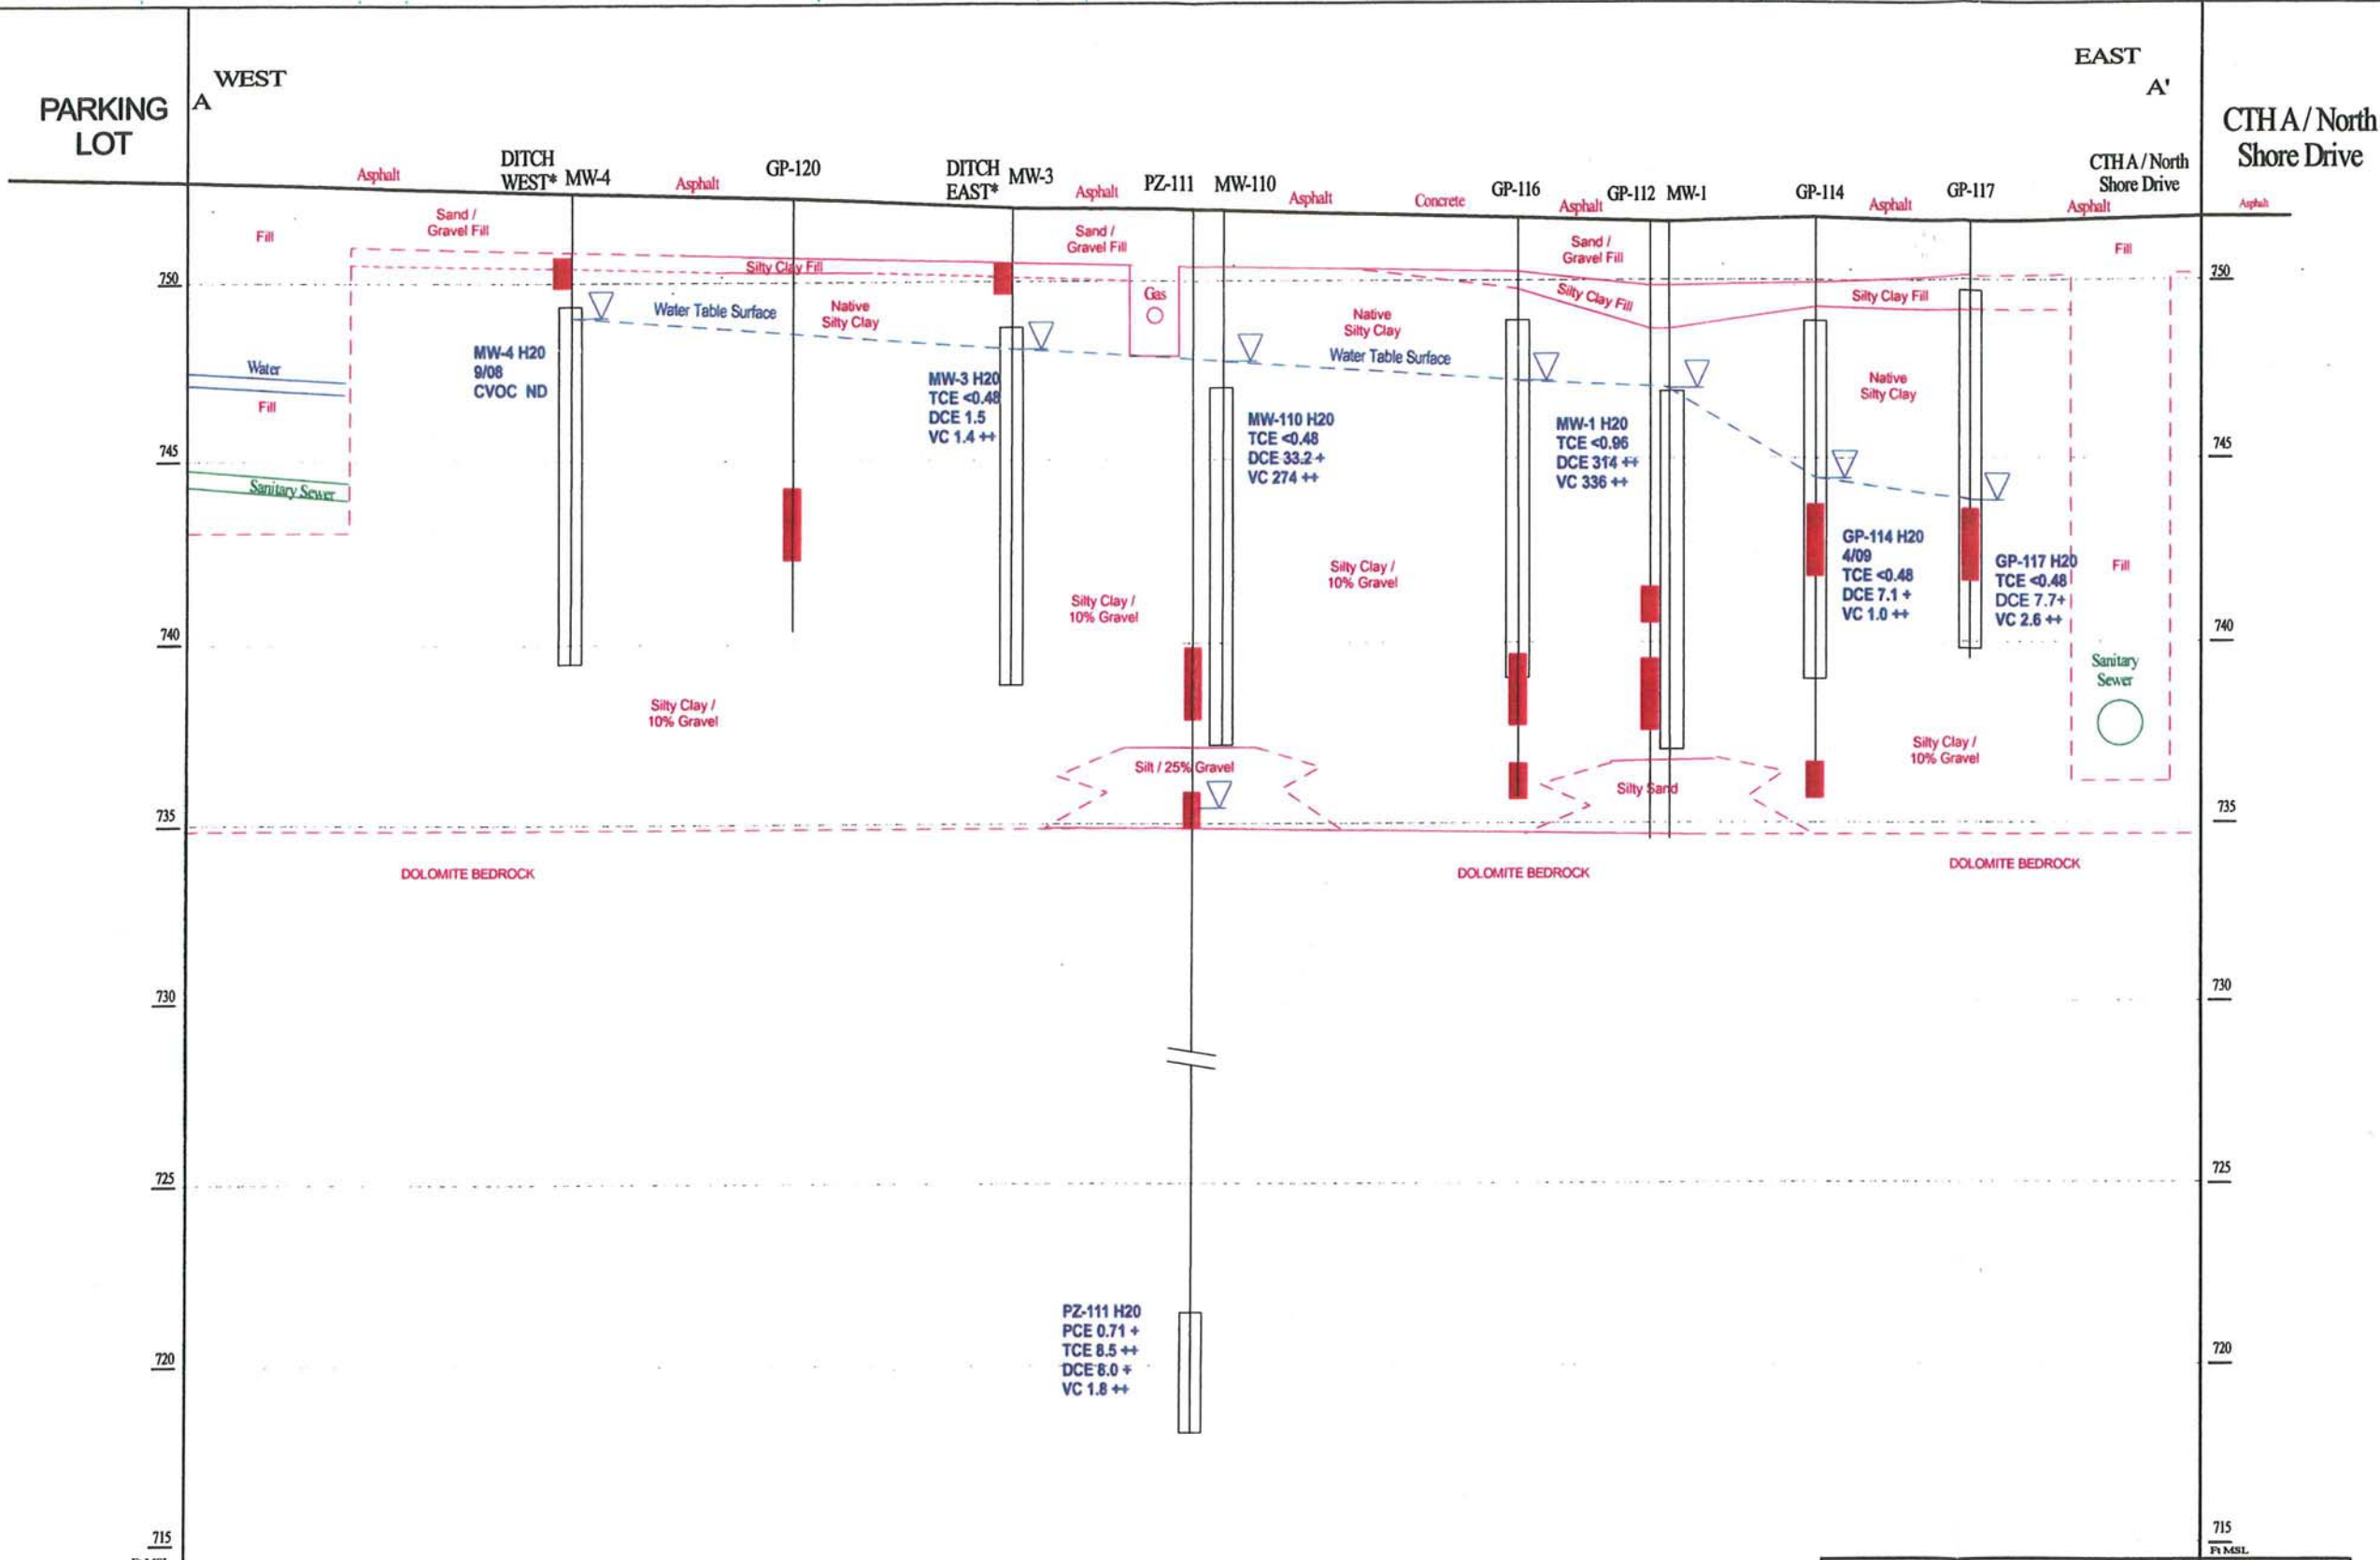 WEST
EAST
A
A'
PARKING
LOT
CTH A / North
Shore Drive
DITCH
WEST*
MW-4
GP-120
DITCH
EAST*
MW-3
PZ-111
MW-110
GP-116
GP-112
MW-1
GP-114
GP-117
CTH A / North
Shore Drive
Asphalt
Asphalt
Asphalt
Asphalt
Concrete
Asphalt
Asphalt
Asphalt
Asphalt
Fill
Sand /
Gravel Fill
Sand /
Gravel Fill
Sand /
Gravel Fill
Fill
Silty Clay Fill
Silty Clay Fill
Silty Clay Fill
750
750
Gas
Water Table Surface
Native
Silty Clay
Native
Silty Clay
Water Table Surface
Native
Silty Clay
Water
Fill
MW-4 H20
9/08
CVOC ND
MW-3 H20
TCE <0.48
DCE 1.5
VC 1.4 ++
MW-110 H20
TCE <0.48
DCE 33.2 +
VC 274 ++
MW-1 H20
TCE <0.96
DCE 314 ++
VC 336 ++
745
745
Sanitary Sewer
GP-114 H20
4/09
TCE <0.48
DCE 7.1 +
VC 1.0 ++
GP-117 H20
TCE <0.48
DCE 7.7+
VC 2.6 ++
Fill
Silty Clay /
10% Gravel
Silty Clay /
10% Gravel
740
740
Sanitary
Sewer
Silty Clay /
10% Gravel
Silty Clay /
10% Gravel
Silt / 25% Gravel
Silty Sand
735
735
DOLOMITE BEDROCK
DOLOMITE BEDROCK
DOLOMITE BEDROCK
730
730
725
725
PZ-111 H20
PCE 0.71 +
TCE 8.5 ++
DCE 8.0 +
VC 1.8 ++
720
720
715
715
Ft MSL